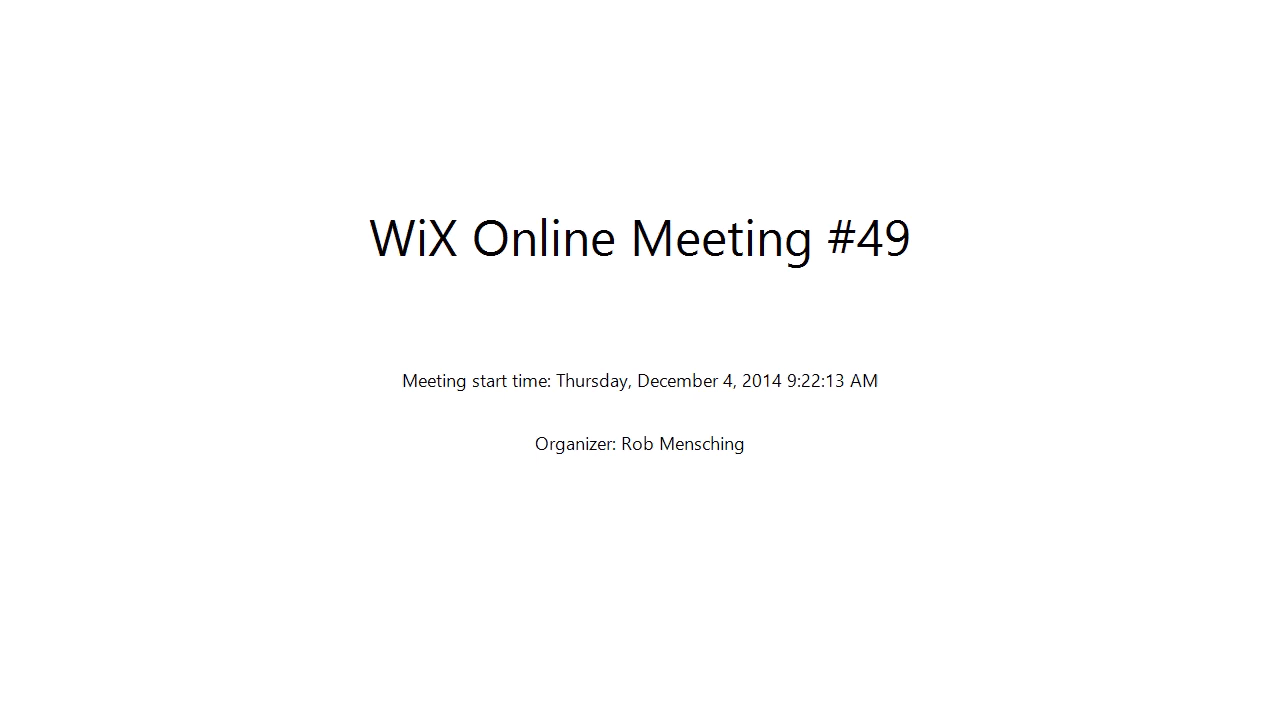 WiX Online Meeting #49
Meeting start time: Thursday, December 4, 2014 9:22:13 AM
Organizer: Rob Mensching